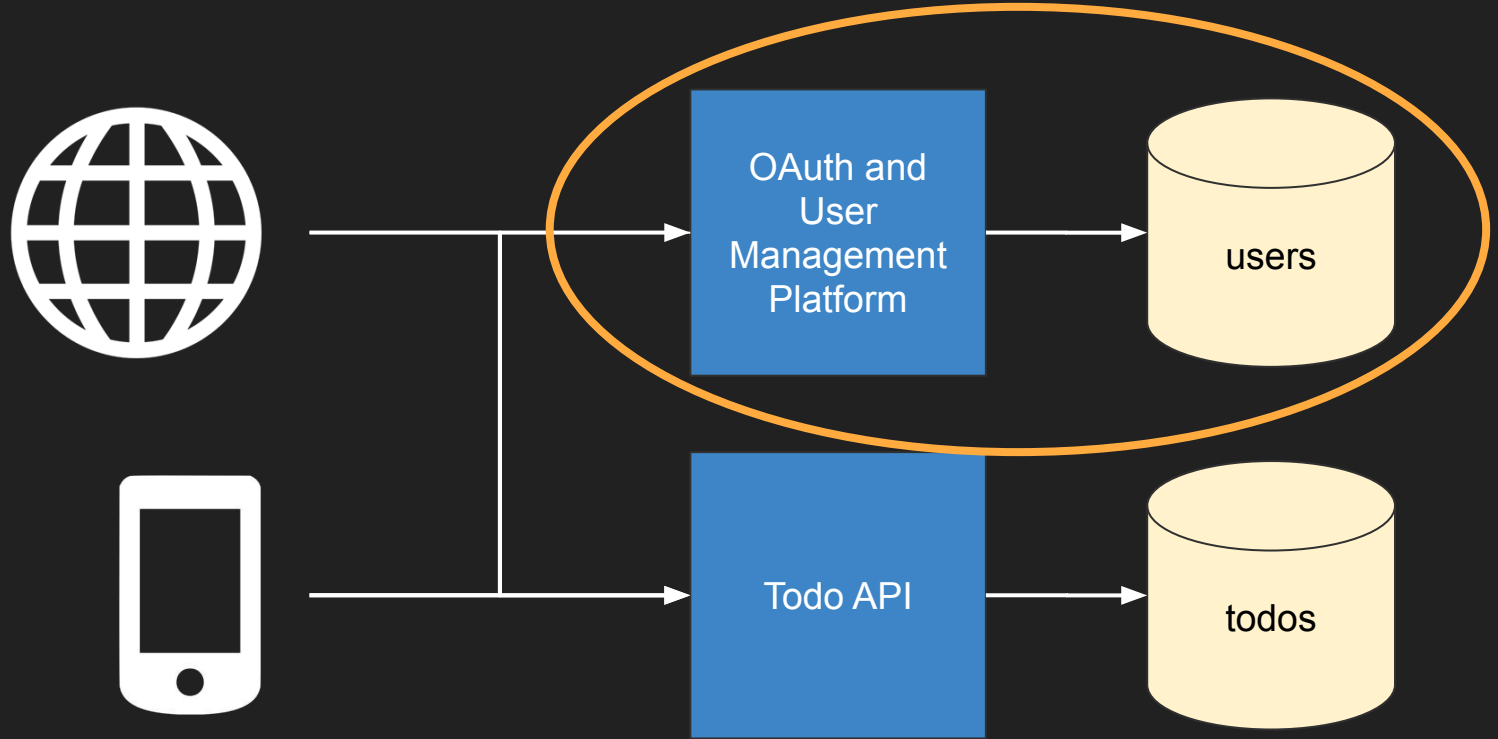 OAuth and
User
Management
Platform
users
Todo API
todos